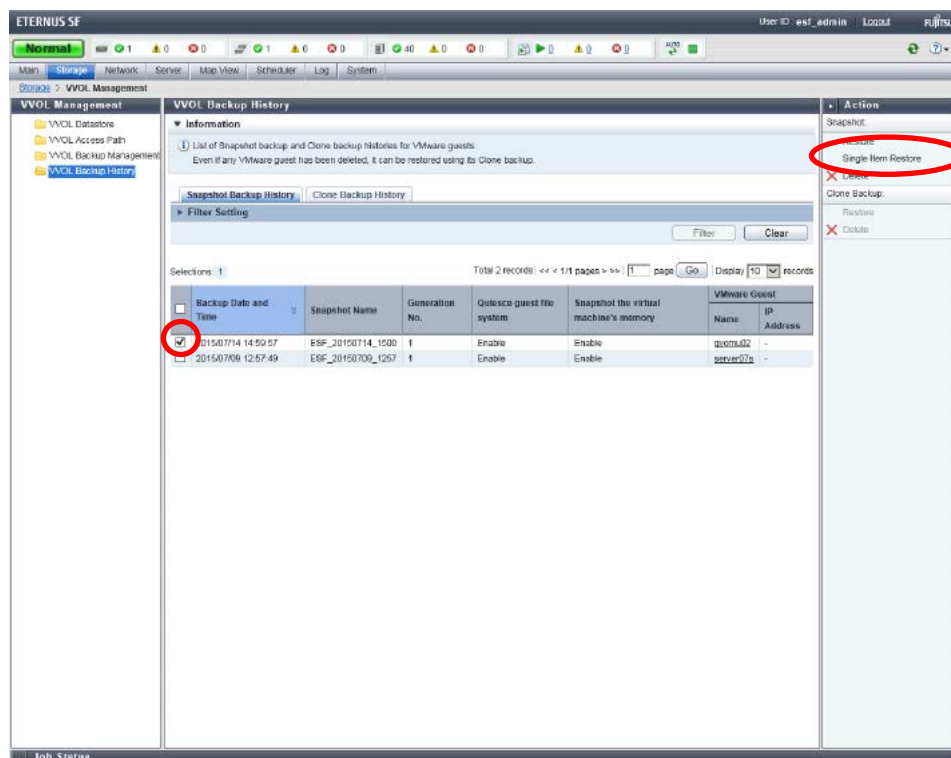 ETERNUS SF
User ID : esf_admin Logout FUJITSU
Normal 1 0 0 1 0 0 40 0 0 0 0 0 AUTO
Main Storage Network Server Map View Scheduler Log System
Storage > VVOL Management
VVOL Management
VVOL Datastore
VVOL Access Path
VVOL Backup Management
VVOL Backup History
VVOL Backup History
Information
List of Snapshot backup and Clone backup histories for VMware guests.
Even if any VMware guest has been deleted, it can be restored using its Clone backup.
Snapshot Backup History Clone Backup History
Filter Setting
Filter Clear
Selections: 1 Total 2 records << < 1/1 pages > >> 1 page Go Display 10 records
Backup Date and Time Snapshot Name Generation No. Quiesce guest file system Snapshot the virtual machine's memory VMware Guest Name IP Address
2015/07/14 14:59:57 ESF_20150714_1500 1 Enable Enable gyomu02 -
2015/07/09 12:57:49 ESF_20150709_1257 1 Enable Enable server07s -
Action
Snapshot:
Restore
Single Item Restore
Delete
Clone Backup:
Restore
Delete
Job Status